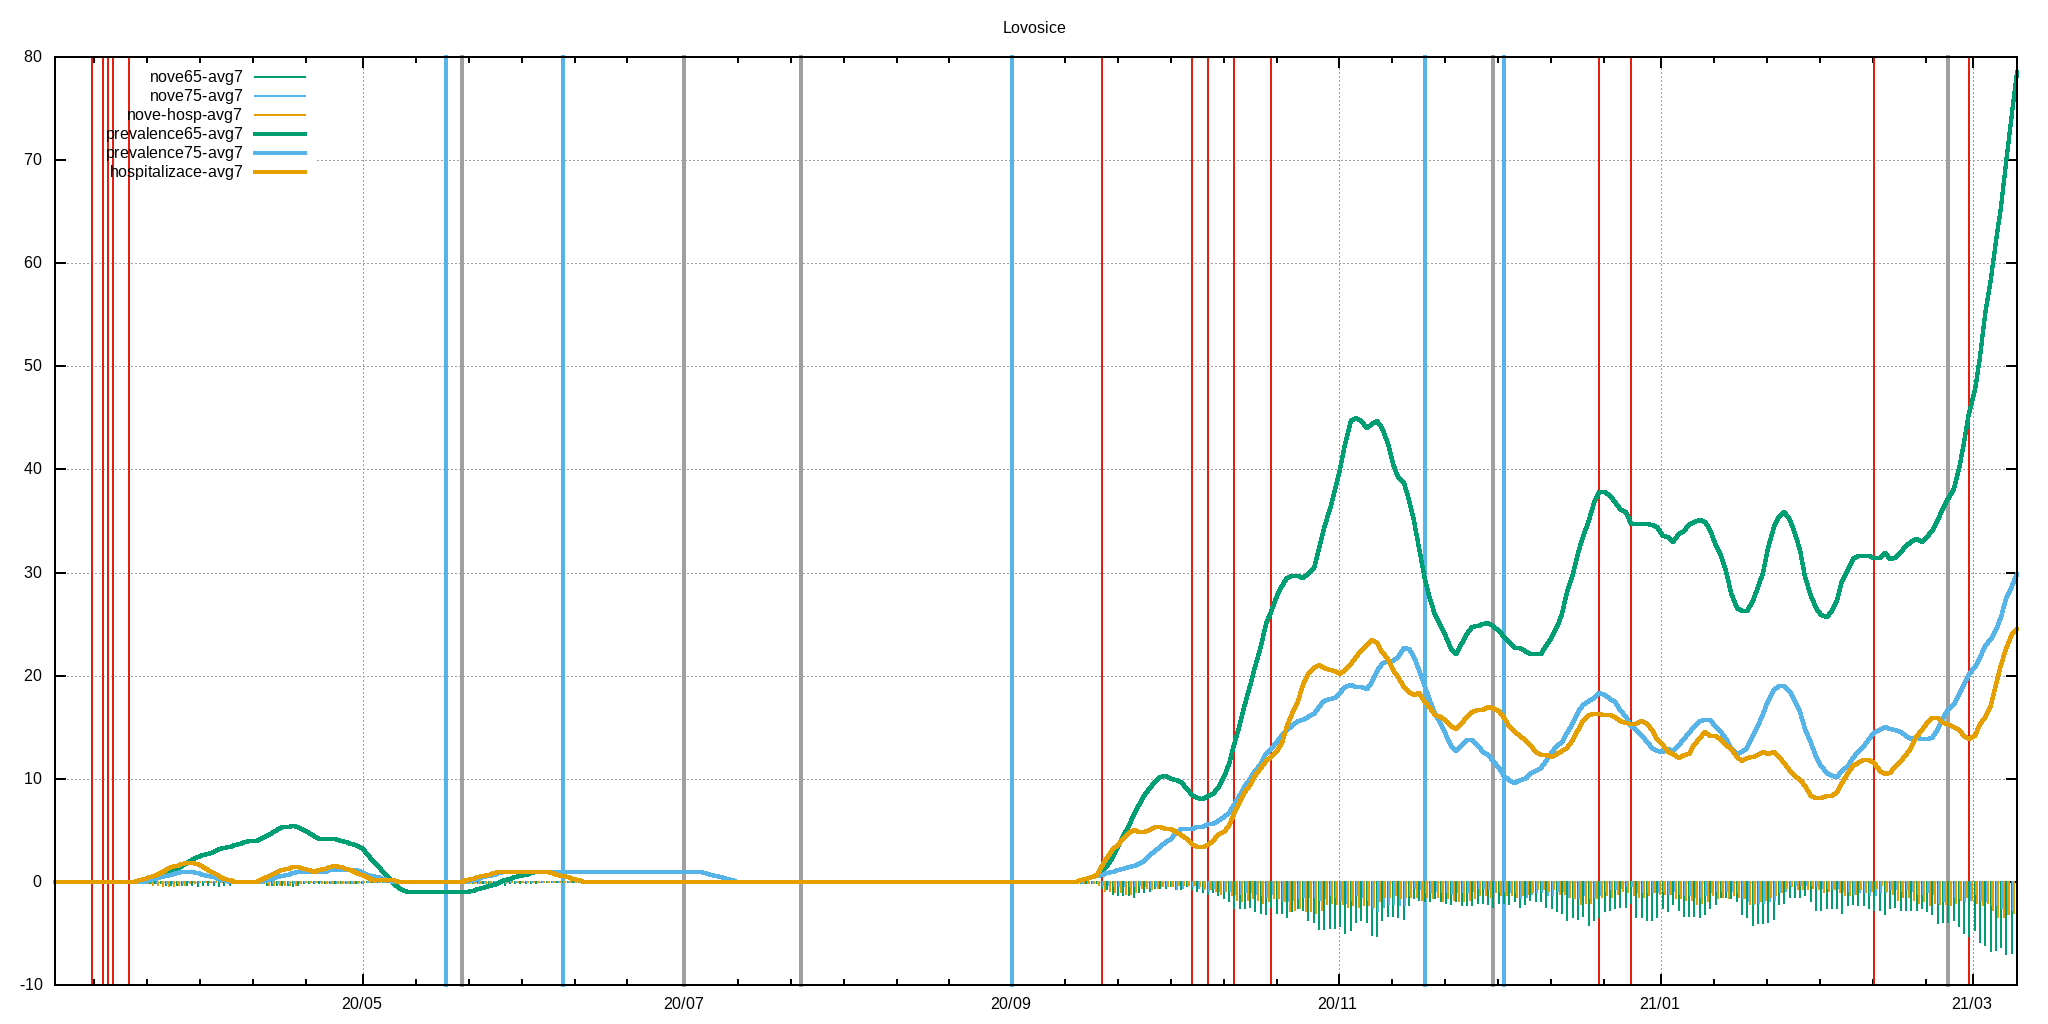 Lovosice
80
nove65-avg7
nove75-avg7
nove-hosp-avg7
prevalence65-avg7
prevalence75-avg7
hospitalizace-avg7
70
60
50
40
30
20
10
0
-10
20/05 20/07 20/09 20/11 21/01 21/03